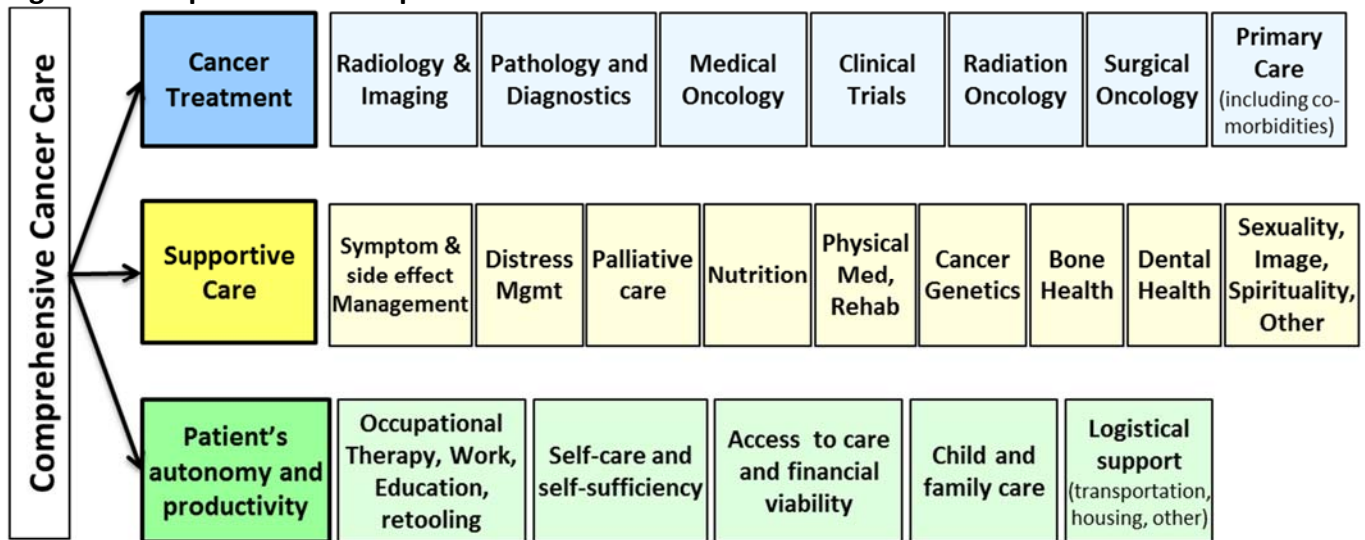 Comprehensive Cancer Care
Cancer
Treatment
Radiology &
Imaging
Pathology and
Diagnostics
Medical
Oncology
Clinical
Trials
Radiation
Oncology
Surgical
Oncology
Primary
Care
(including co-
morbidities)
Supportive
Care
Symptom &
side effect
Management
Distress
Mgmt
Palliative
care
Nutrition
Physical
Med,
Rehab
Cancer
Genetics
Bone
Health
Dental
Health
Sexuality,
Image,
Spirituality,
Other
Patient's
autonomy and
productivity
Occupational
Therapy, Work,
Education,
retooling
Self-care and
self-sufficiency
Access to care
and financial
viability
Child and
family care
Logistical
support
(transportation,
housing, other)